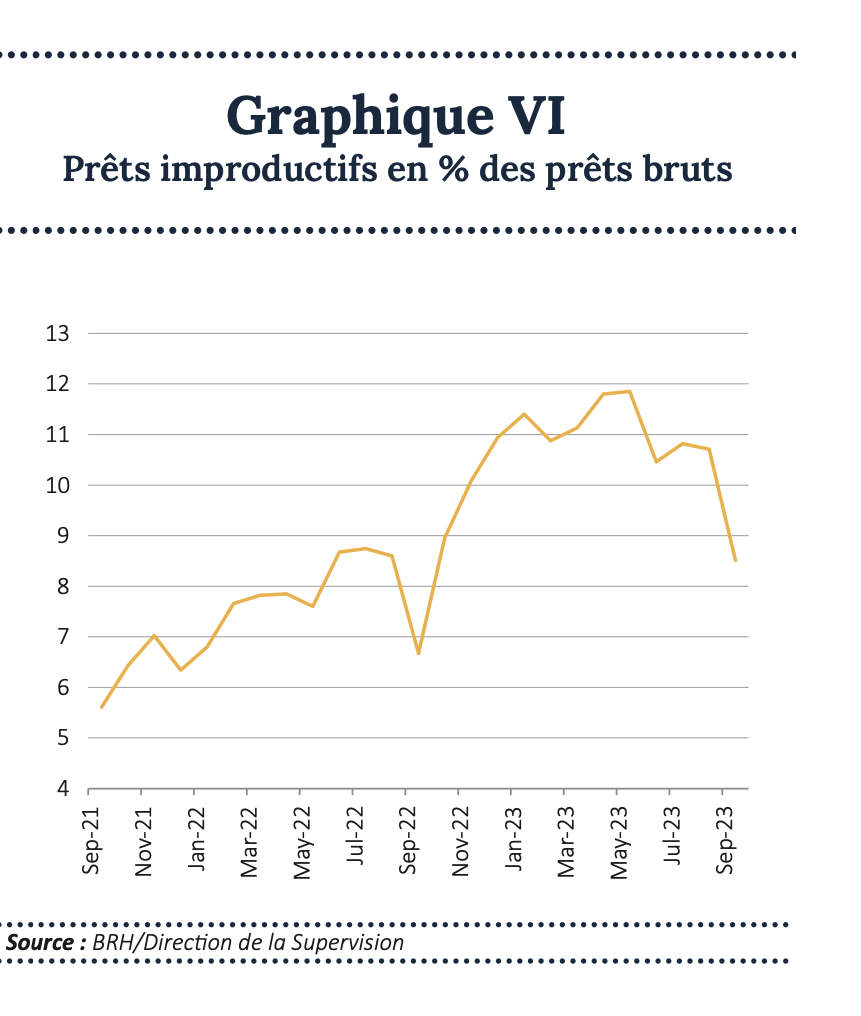 Graphique VI
Prêts improductifs en % des prêts bruts
13
12
11
10
9
8
7
6
5
4
Sep-21
Nov-21
Jan-22
Mar-22
May-22
Jul-22
Sep-22
Nov-22
Jan-23
Mar-23
May-23
Jul-23
Sep-23
Source : BRH/Direction de la Supervision